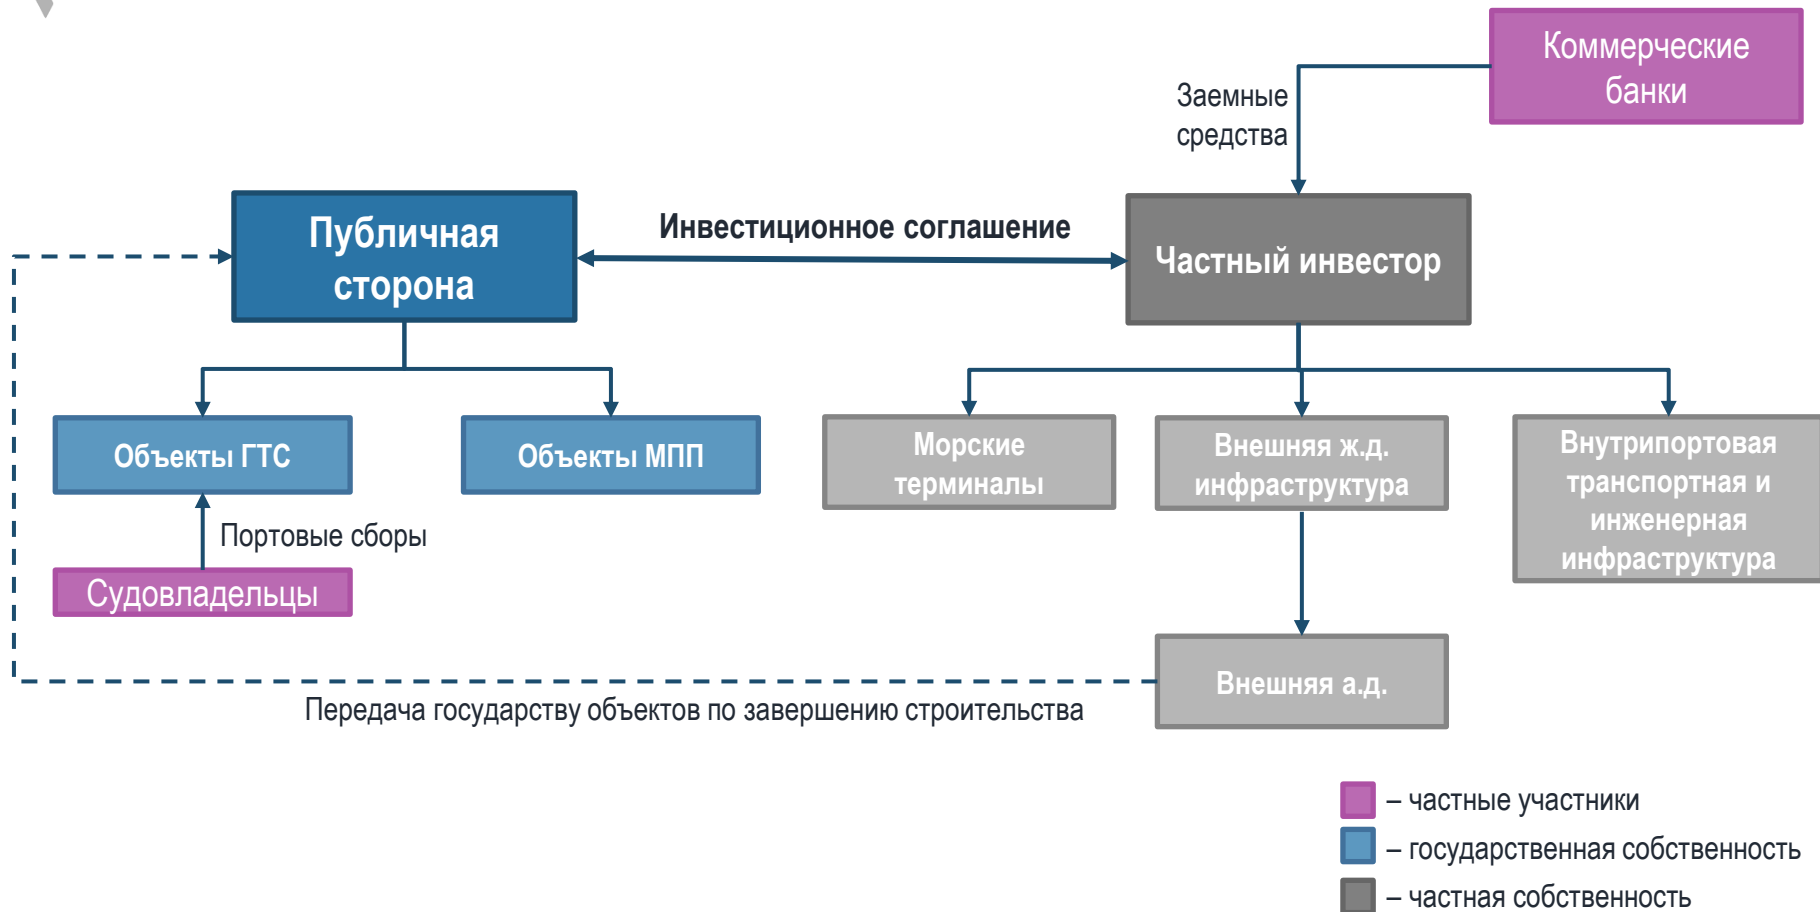 Коммерческие
банки
Заемные
средства
Публичная
сторона
Инвестиционное соглашение
Частный инвестор
Объекты ГТС
Объекты МПП
Морские
терминалы
Внешняя ж.д.
инфраструктура
Внутрипортовая
транспортная и
инженерная
инфраструктура
Портовые сборы
Судовладельцы
Внешняя а.д.
Передача государству объектов по завершению строительства
– частные участники
– государственная собственность
– частная собственность